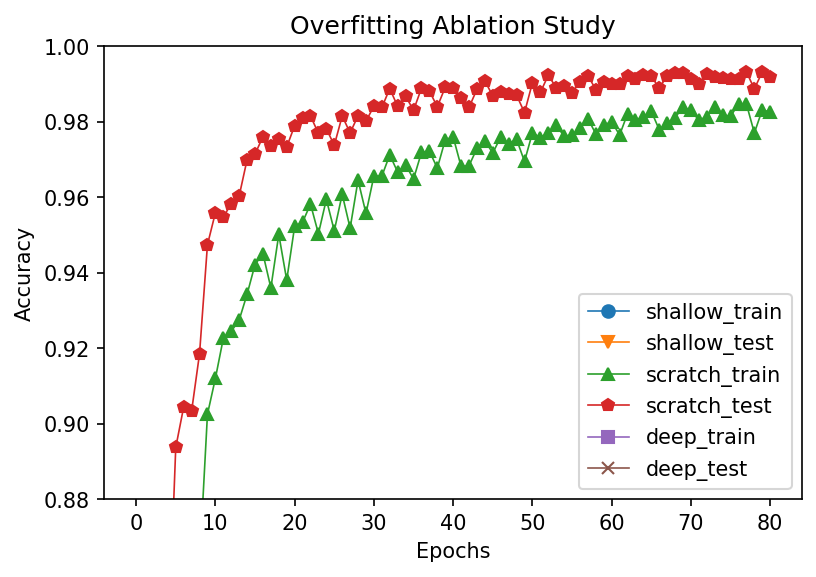 Overfitting Ablation Study
1.00
0.98
0.96
0.94
0.92
0.90
0.88
Accuracy
shallow_train
shallow_test
scratch_train
scratch_test
deep_train
deep_test
0 10 20 30 40 50 60 70 80
Epochs